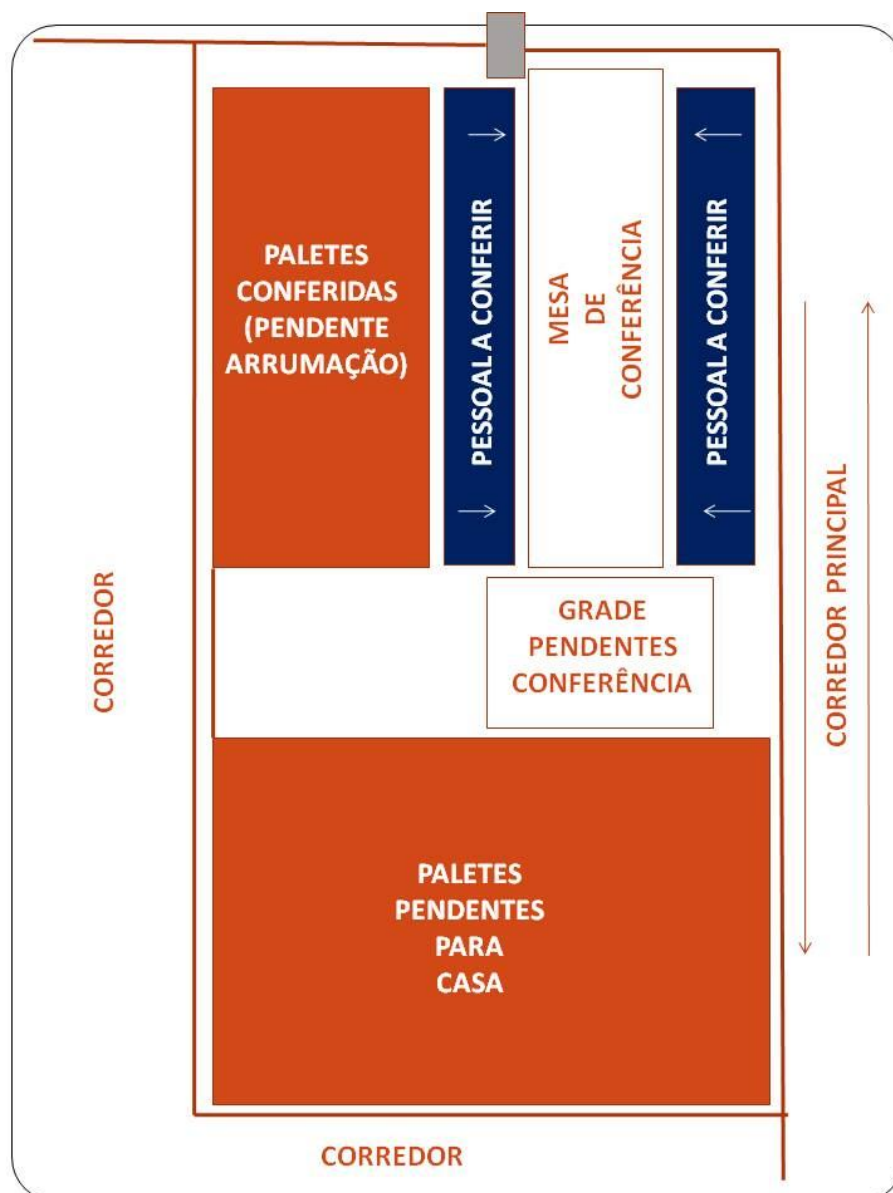 PALETES
CONFERIDAS
(PENDENTE
ARRUMAÇÃO)
PESSOAL A CONFERIR
MESA
DE
CONFERÊNCIA
PESSOAL A CONFERIR
CORREDOR
GRADE
PENDENTES
CONFERÊNCIA
CORREDOR PRINCIPAL
PALETES
PENDENTES
PARA
CASA
CORREDOR